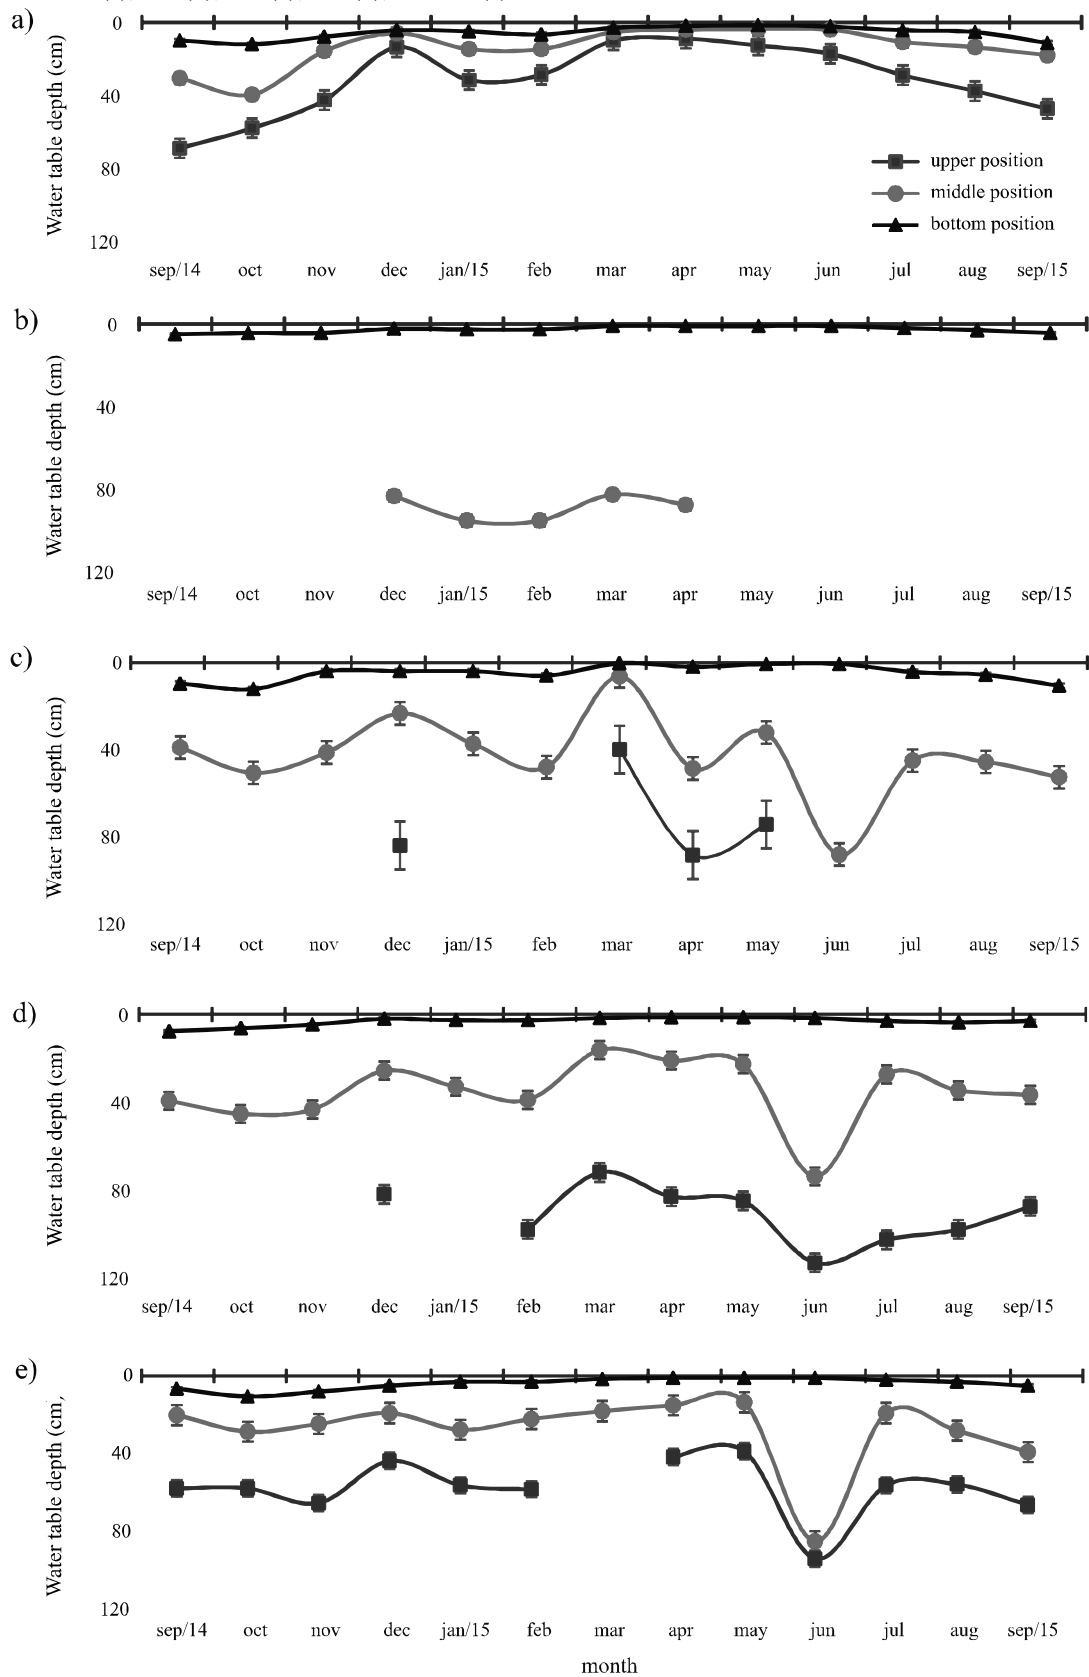 a)
Water table depth (cm)
0
40
80
120
upper position
middle position
bottom position
sep/14 oct nov dec jan/15 feb mar apr may jun jul aug sep/15
b)
Water table depth (cm)
0
40
80
120
sep/14 oct nov dec jan/15 feb mar apr may jun jul aug sep/15
c)
Water table depth (cm)
0
40
80
120
sep/14 oct nov dec jan/15 feb mar apr may jun jul aug sep/15
d)
Water table depth (cm)
0
40
80
120
sep/14 oct nov dec jan/15 feb mar apr may jun jul aug sep/15
e)
Water table depth (cm,
0
40
80
120
sep/14 oct nov dec jan/15 feb mar apr may jun jul aug sep/15
month